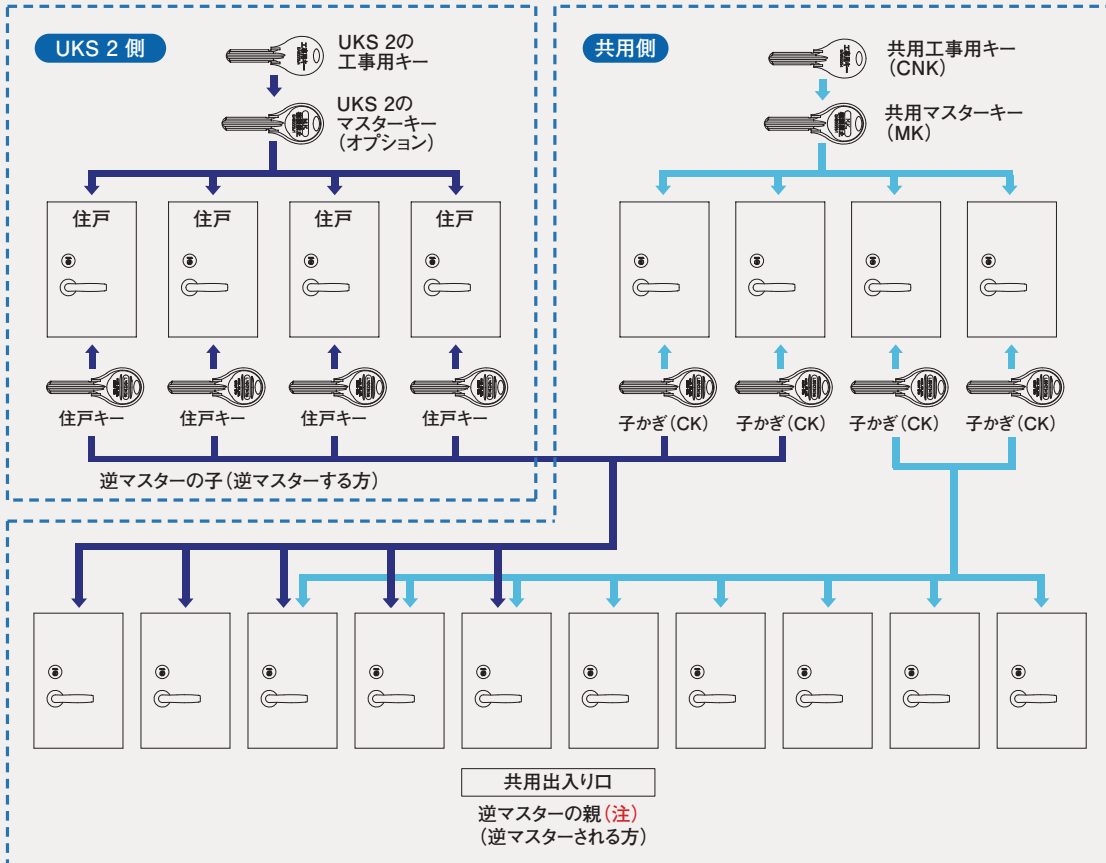 UKS 2 側
UKS 2の
工事用キー
UKS 2の
マスターキー
(オプション)
住戸
住戸
住戸
住戸
住戸キー
住戸キー
住戸キー
住戸キー
逆マスターの子(逆マスターする方)
共用側
共用工事用キー
(CNK)
共用マスターキー
(MK)
子かぎ(CK)
子かぎ(CK)
子かぎ(CK)
子かぎ(CK)
共用出入り口
逆マスターの親(注)
(逆マスターされる方)